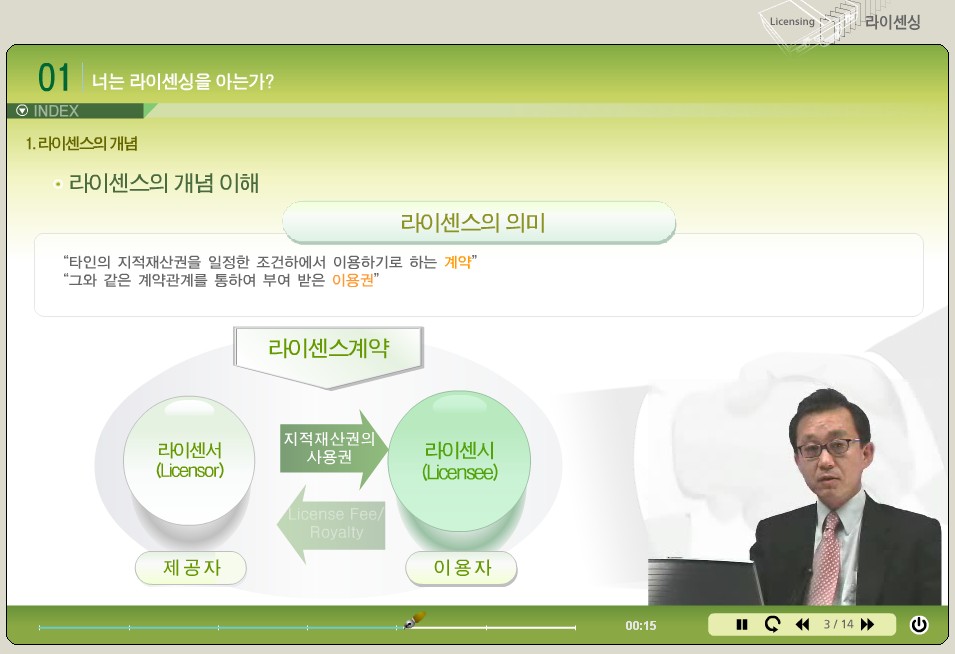 Licensing
라이센싱
01 너는 라이센싱을 아는가?
INDEX
1. 라이센스의 개념
• 라이센스의 개념 이해
라이센스의 의미
“타인의 지적재산권을 일정한 조건하에서 이용하기로 하는 계약”
“그와 같은 계약관계를 통하여 부여 받은 이용권”
라이센스계약
라이센서
(Licensor)
지적재산권의
사용권
라이센시
(Licensee)
License Fee/
Royalty
제공자
이용자
00:15
3 / 14